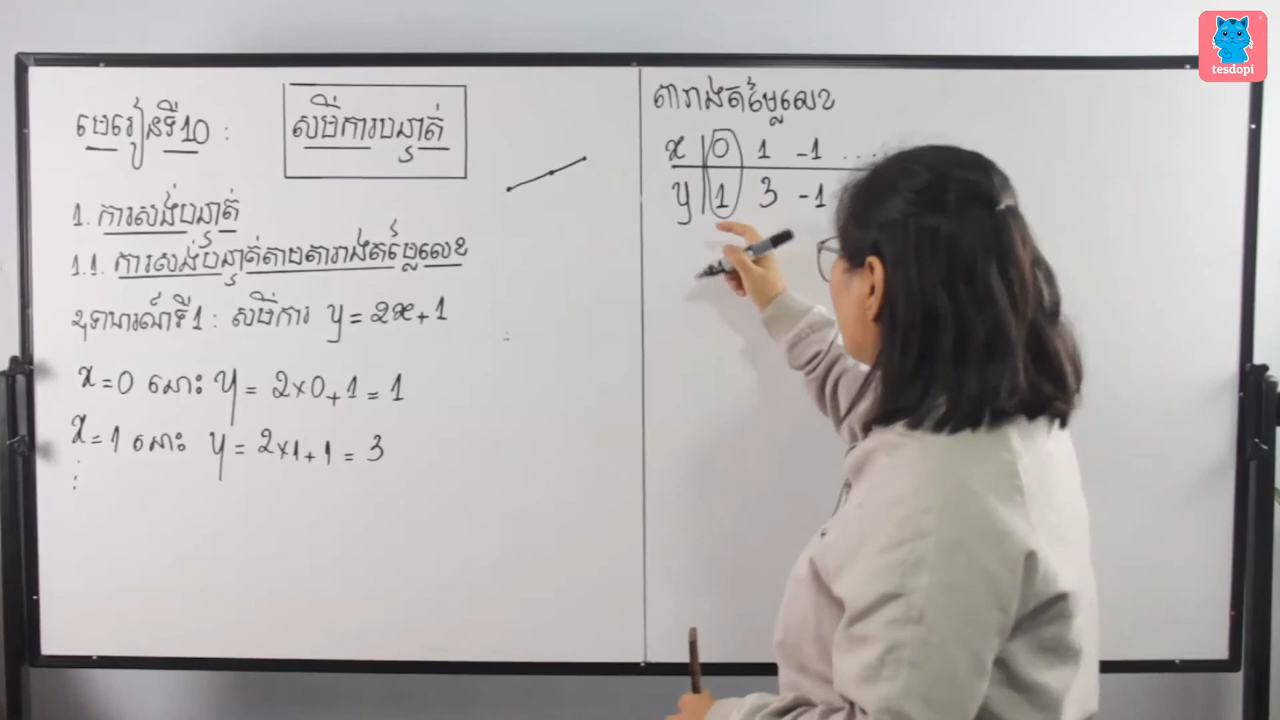 មេរៀនទី10 : សមីការបន្ទាត់
1. ការសង់បន្ទាត់
1.1. ការសង់បន្ទាត់តាមតារាងតម្លៃលេខ
ឧទាហរណ៍ទី1 : សមីការ y = 2x + 1
x = 0 នោះ y = 2 × 0 + 1 = 1
x = 1 នោះ y = 2 × 1 + 1 = 3
⋮
តារាងតម្លៃលេខ
x | 0 1 -1 ....
y | 1 3 -1
tesdopi